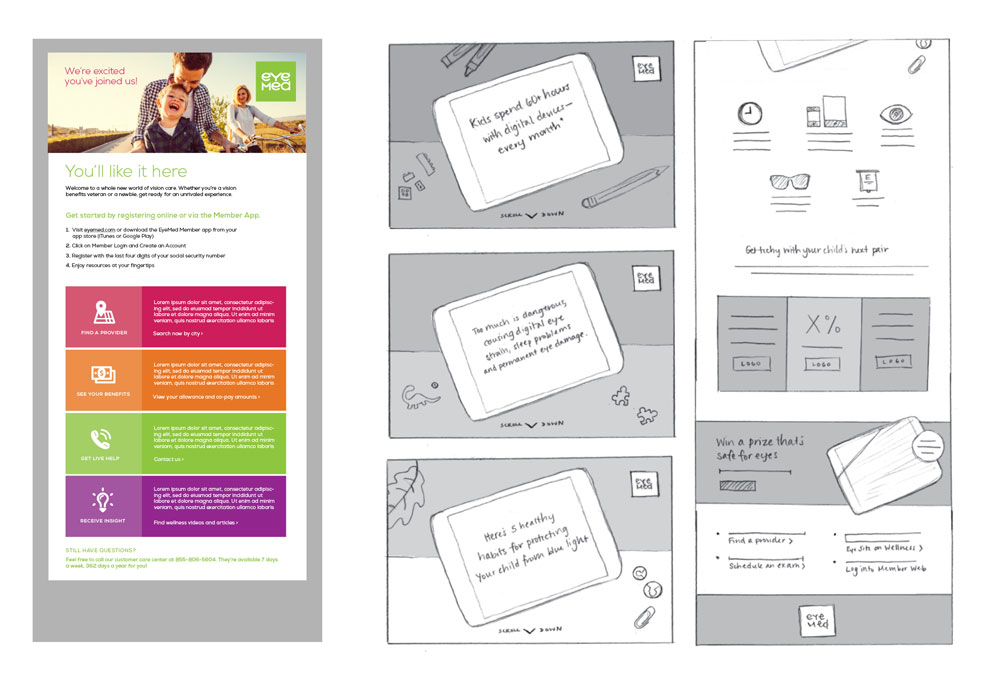 We're excited
you've joined us!
eye
med
You'll like it here
Welcome to a whole new world of vision care. Whether you're a vision
benefits veteran or a newbie, get ready for an unrivaled experience.
Get started by registering online or via the Member App.
1. Visit eyemed.com or download the EyeMed Member app from your
app store (iTunes or Google Play)
2. Click on Member Login and Create an Account
3. Register with the last four digits of your social security number
4. Enjoy resources at your fingertips
FIND A PROVIDER
Lorem ipsum dolor sit amet, consectetur adipisc-
ing elit, sed do eiusmod tempor incididunt ut
labore et dolore magna aliqua. Ut enim ad minim
veniam, quis nostrud exercitation ullamco laboris
Search now by city ›
SEE YOUR BENEFITS
Lorem ipsum dolor sit amet, consectetur adipisc-
ing elit, sed do eiusmod tempor incididunt ut
labore et dolore magna aliqua. Ut enim ad minim
veniam, quis nostrud exercitation ullamco laboris
View your allowance and co-pay amounts ›
GET LIVE HELP
Lorem ipsum dolor sit amet, consectetur adipisc-
ing elit, sed do eiusmod tempor incididunt ut
labore et dolore magna aliqua. Ut enim ad minim
veniam, quis nostrud exercitation ullamco laboris
Contact us ›
RECEIVE INSIGHT
Lorem ipsum dolor sit amet, consectetur adipisc-
ing elit, sed do eiusmod tempor incididunt ut
labore et dolore magna aliqua. Ut enim ad minim
veniam, quis nostrud exercitation ullamco laboris
Find wellness videos and articles ›
STILL HAVE QUESTIONS?
Feel free to call our customer care center at 855-806-5604. They're available 7 days
a week, 362 days a year for you!
eye
med
Kids spend 60+ hours
with digital devices—
every month*
SCROLL DOWN
eye
med
Too much is dangerous,
causing digital eye
strain, sleep problems
and permanent eye damage.
SCROLL DOWN
eye
med
Here's 5 healthy
habits for protecting
your child from blue light
SCROLL DOWN
E
Get techy with your child's next pair
X%
LOGO
LOGO
LOGO
Win a prize that's
safe for eyes
Find a provider >
Schedule an exam >
Eye Site on Wellness >
Log into Member Web
eye
med